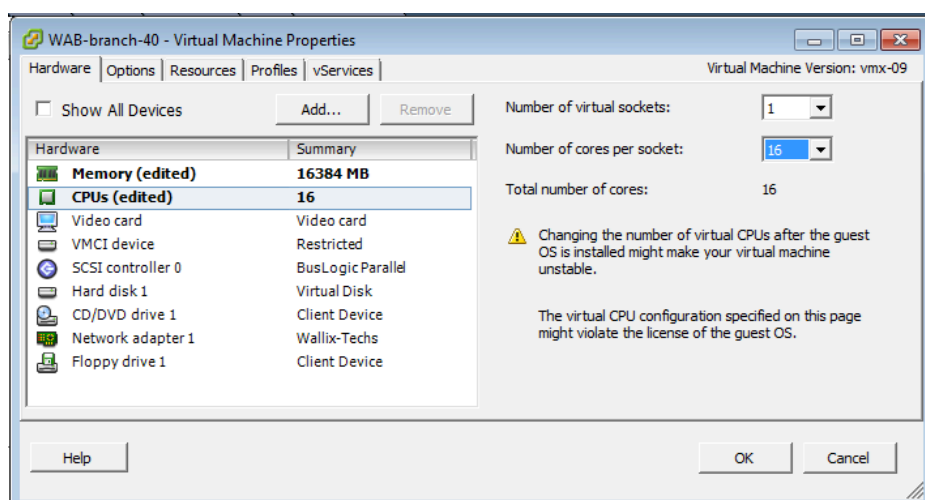 WAB-branch-40 - Virtual Machine Properties
Hardware Options Resources Profiles vServices Virtual Machine Version: vmx-09
Show All Devices Add... Remove
Hardware Summary
Memory (edited) 16384 MB
CPUs (edited) 16
Video card Video card
VMCI device Restricted
SCSI controller 0 BusLogic Parallel
Hard disk 1 Virtual Disk
CD/DVD drive 1 Client Device
Network adapter 1 Wallix-Techs
Floppy drive 1 Client Device
Number of virtual sockets: 1
Number of cores per socket: 16
Total number of cores: 16
Changing the number of virtual CPUs after the guest
OS is installed might make your virtual machine
unstable.
The virtual CPU configuration specified on this page
might violate the license of the guest OS.
Help OK Cancel